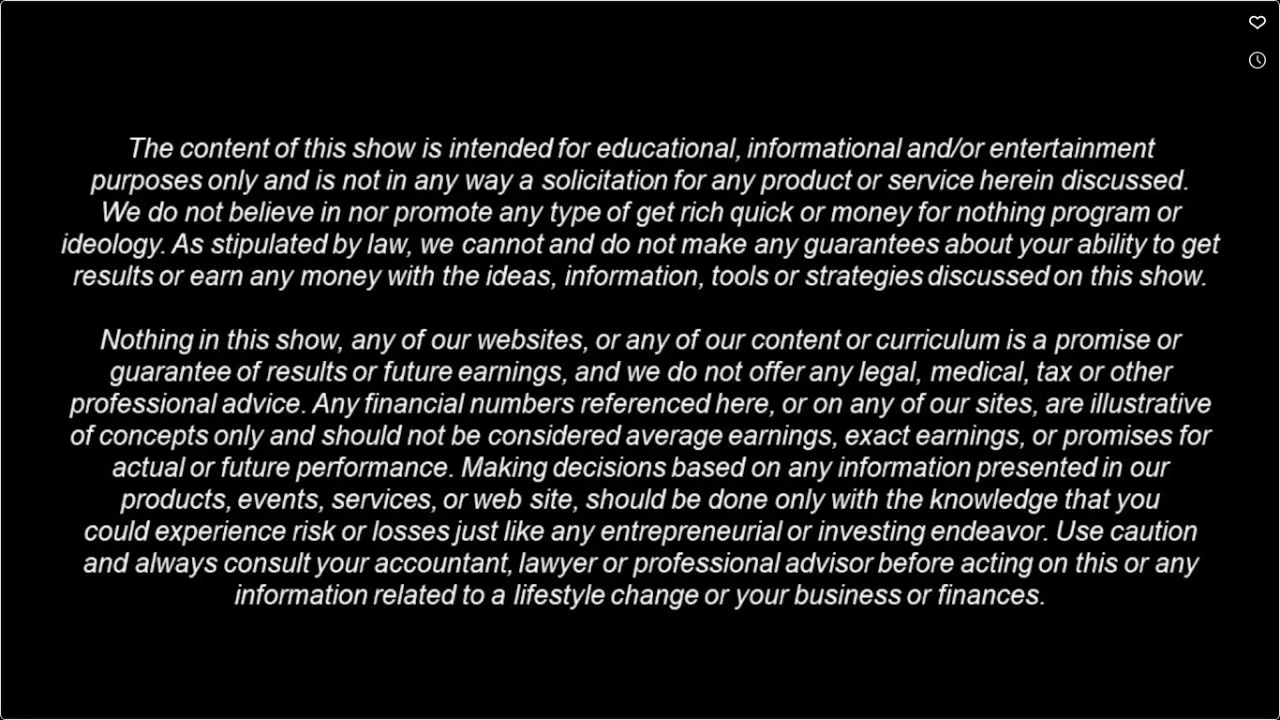 The content of this show is intended for educational, informational and/or entertainment
purposes only and is not in any way a solicitation for any product or service herein discussed.
We do not believe in nor promote any type of get rich quick or money for nothing program or
ideology. As stipulated by law, we cannot and do not make any guarantees about your ability to get
results or earn any money with the ideas, information, tools or strategies discussed on this show.
Nothing in this show, any of our websites, or any of our content or curriculum is a promise or
guarantee of results or future earnings, and we do not offer any legal, medical, tax or other
professional advice. Any financial numbers referenced here, or on any of our sites, are illustrative
of concepts only and should not be considered average earnings, exact earnings, or promises for
actual or future performance. Making decisions based on any information presented in our
products, events, services, or web site, should be done only with the knowledge that you
could experience risk or losses just like any entrepreneurial or investing endeavor. Use caution
and always consult your accountant, lawyer or professional advisor before acting on this or any
information related to a lifestyle change or your business or finances.